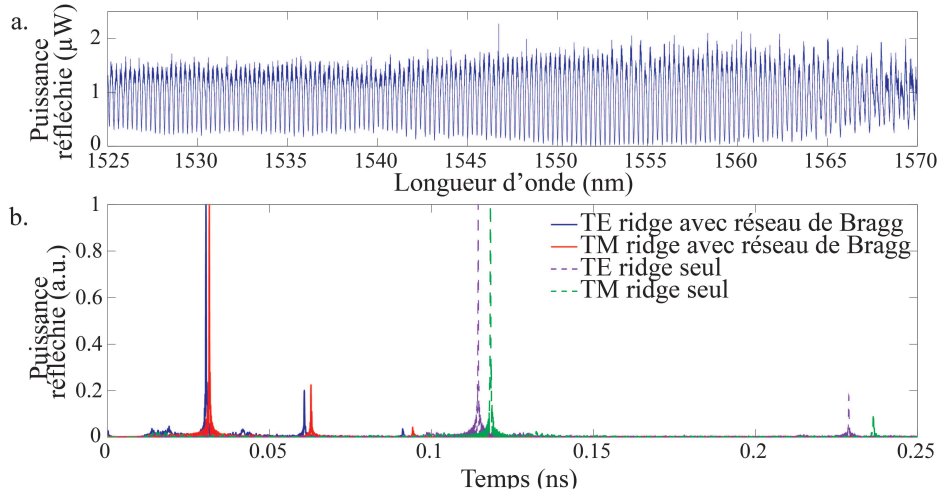 a.
Puissance
réfléchie (µW)
2
1
0
1525 1530 1535 1540 1545 1550 1555 1560 1565 1570
Longueur d’onde (nm)
b.
Puissance
réfléchie (a.u.)
1
0.8
0.6
0.4
0.2
0
TE ridge avec réseau de Bragg
TM ridge avec réseau de Bragg
TE ridge seul
TM ridge seul
0 0.05 0.1 0.15 0.2 0.25
Temps (ns)